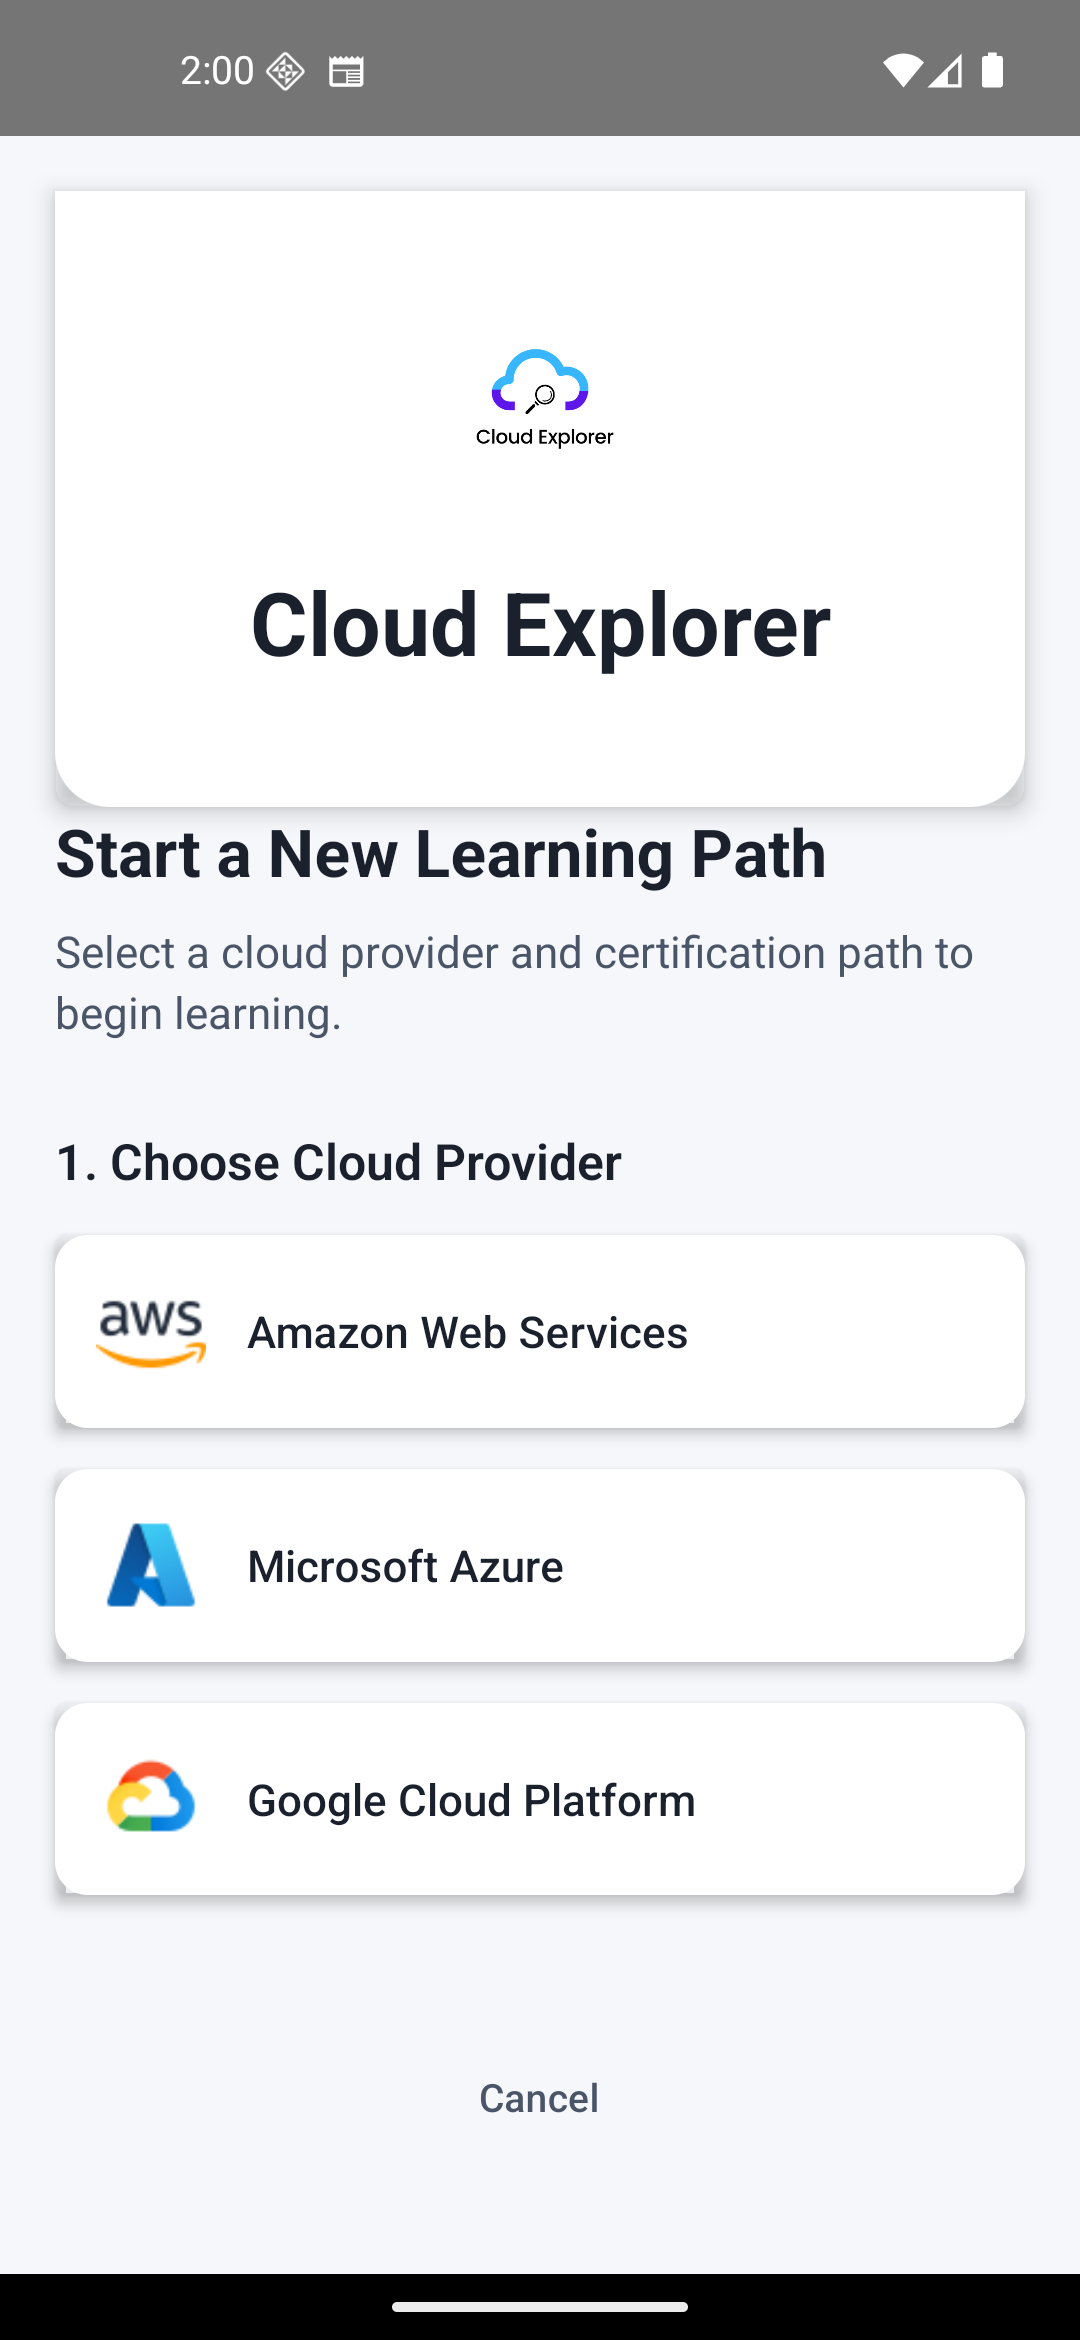 2:00
Cloud Explorer
Cloud Explorer
Start a New Learning Path
Select a cloud provider and certification path to
begin learning.
1. Choose Cloud Provider
aws
Amazon Web Services
Microsoft Azure
Google Cloud Platform
Cancel